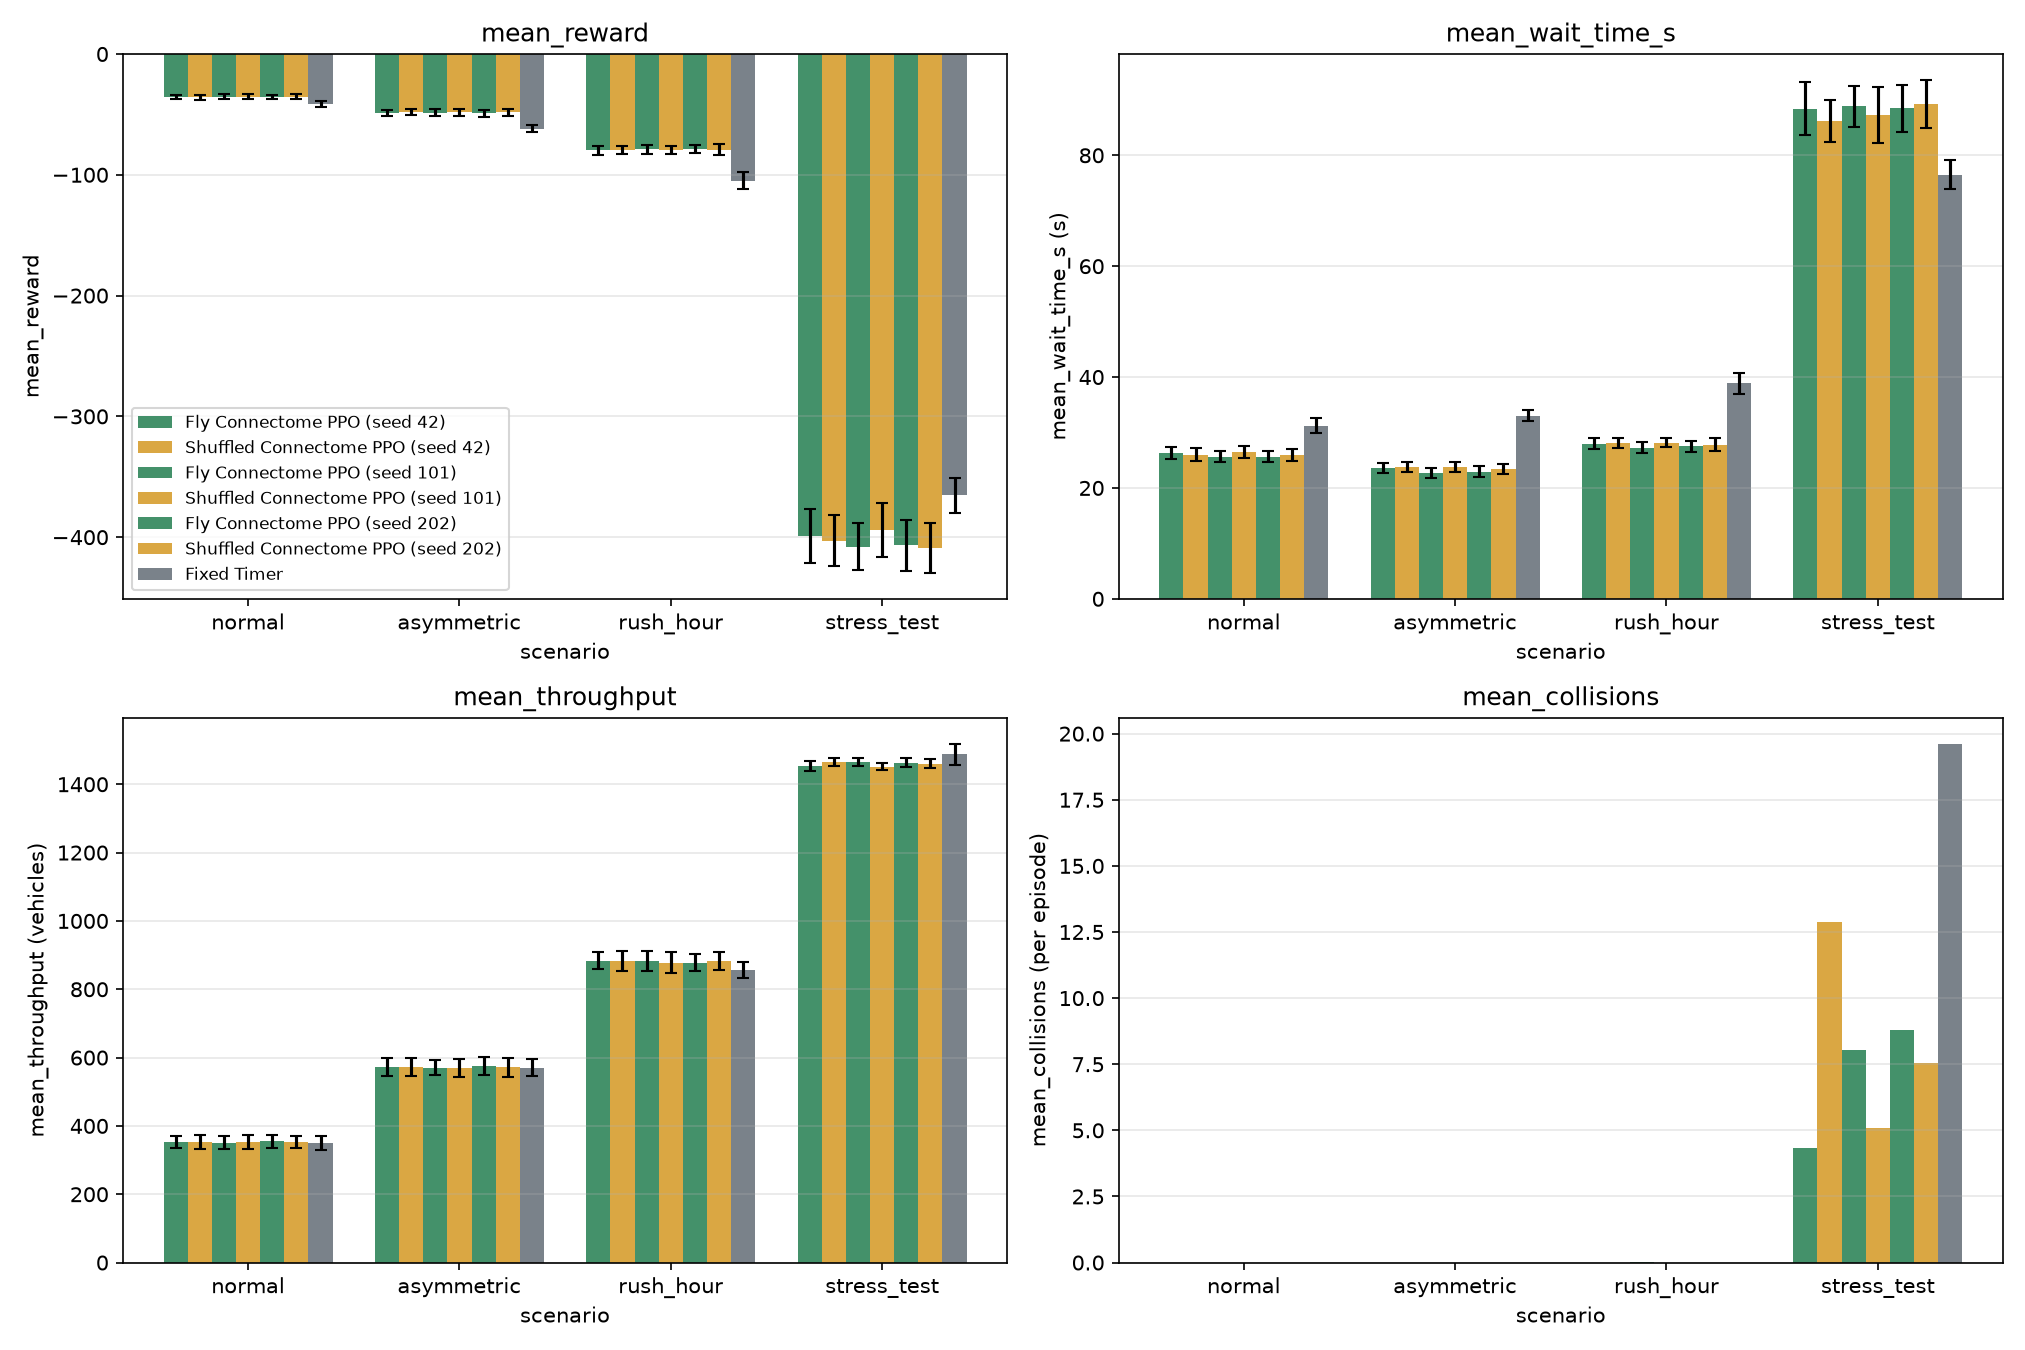 mean_reward
mean_reward
0
−100
−200
−300
−400
Fly Connectome PPO (seed 42)
Shuffled Connectome PPO (seed 42)
Fly Connectome PPO (seed 101)
Shuffled Connectome PPO (seed 101)
Fly Connectome PPO (seed 202)
Shuffled Connectome PPO (seed 202)
Fixed Timer
normal
asymmetric
rush_hour
stress_test
scenario
mean_wait_time_s
mean_wait_time_s (s)
80
60
40
20
0
normal
asymmetric
rush_hour
stress_test
scenario
mean_throughput
mean_throughput (vehicles)
1400
1200
1000
800
600
400
200
0
normal
asymmetric
rush_hour
stress_test
scenario
mean_collisions
mean_collisions (per episode)
20.0
17.5
15.0
12.5
10.0
7.5
5.0
2.5
0.0
normal
asymmetric
rush_hour
stress_test
scenario